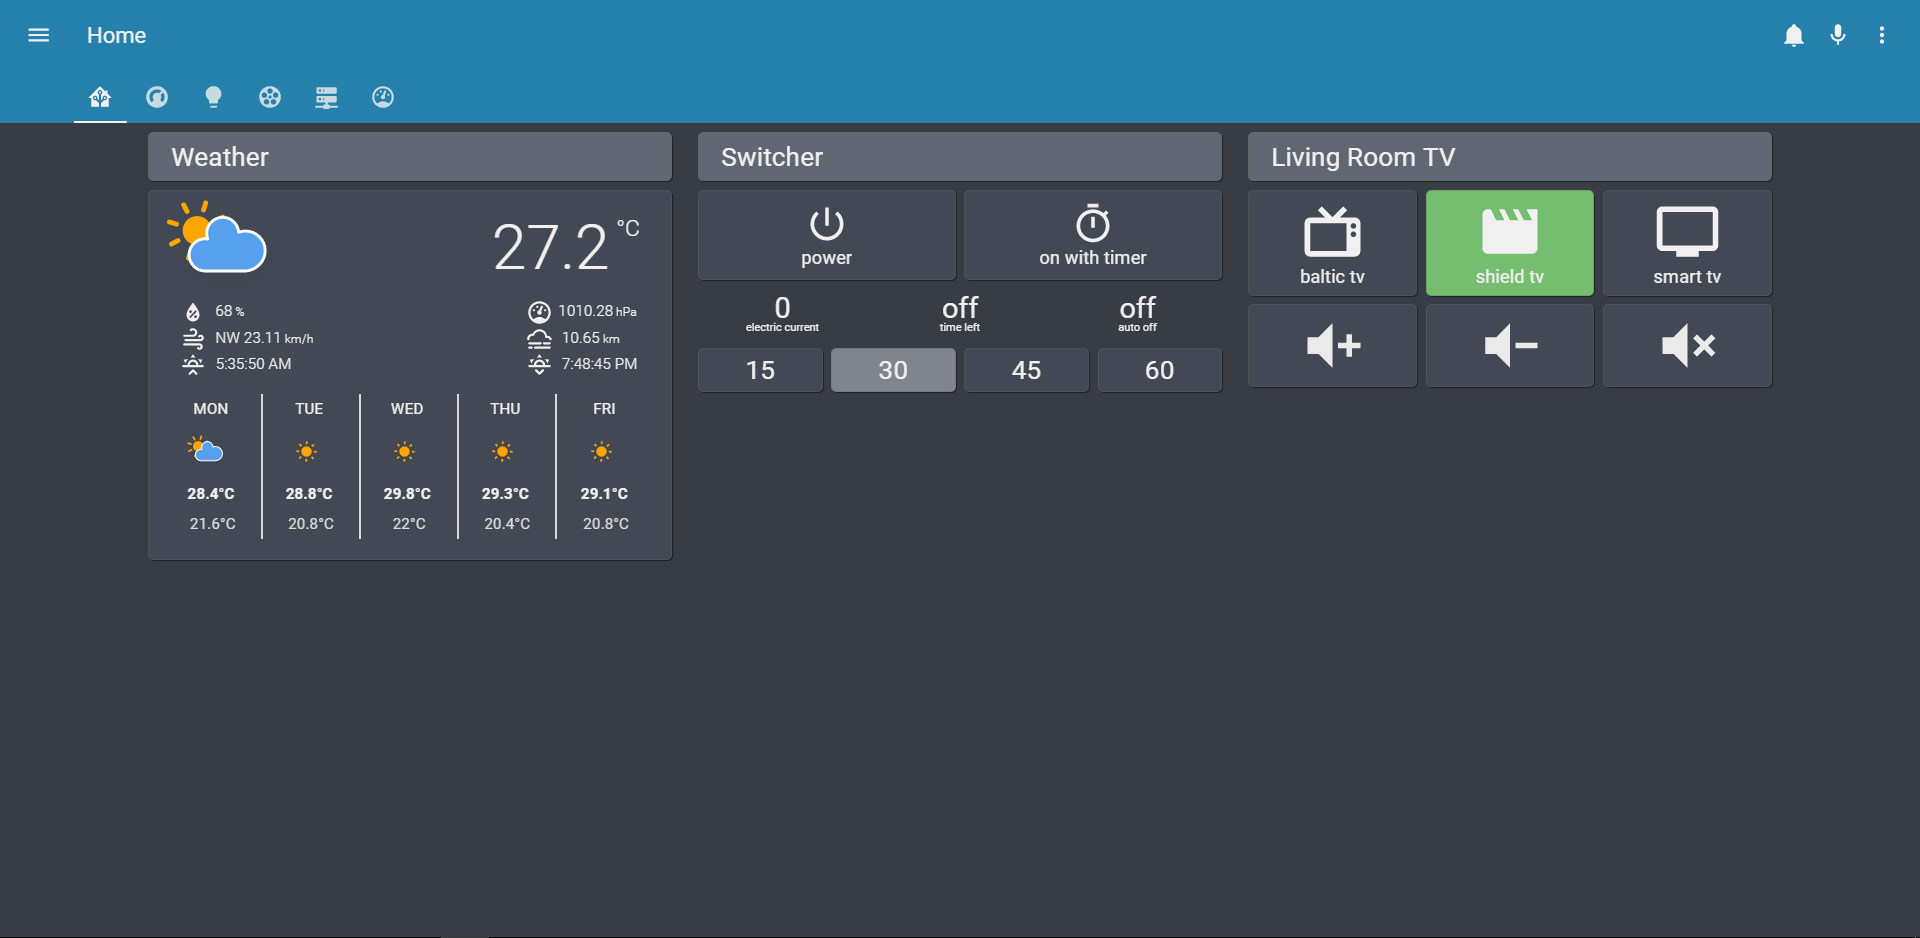 Home
Weather
27.2 °C
68 %
1010.28 hPa
NW 23.11 km/h
10.65 km
5:35:50 AM
7:48:45 PM
MON TUE WED THU FRI
28.4°C 28.8°C 29.8°C 29.3°C 29.1°C
21.6°C 20.8°C 22°C 20.4°C 20.8°C
Switcher
power
on with timer
0 off off
electric current time left auto off
15 30 45 60
Living Room TV
baltic tv shield tv smart tv